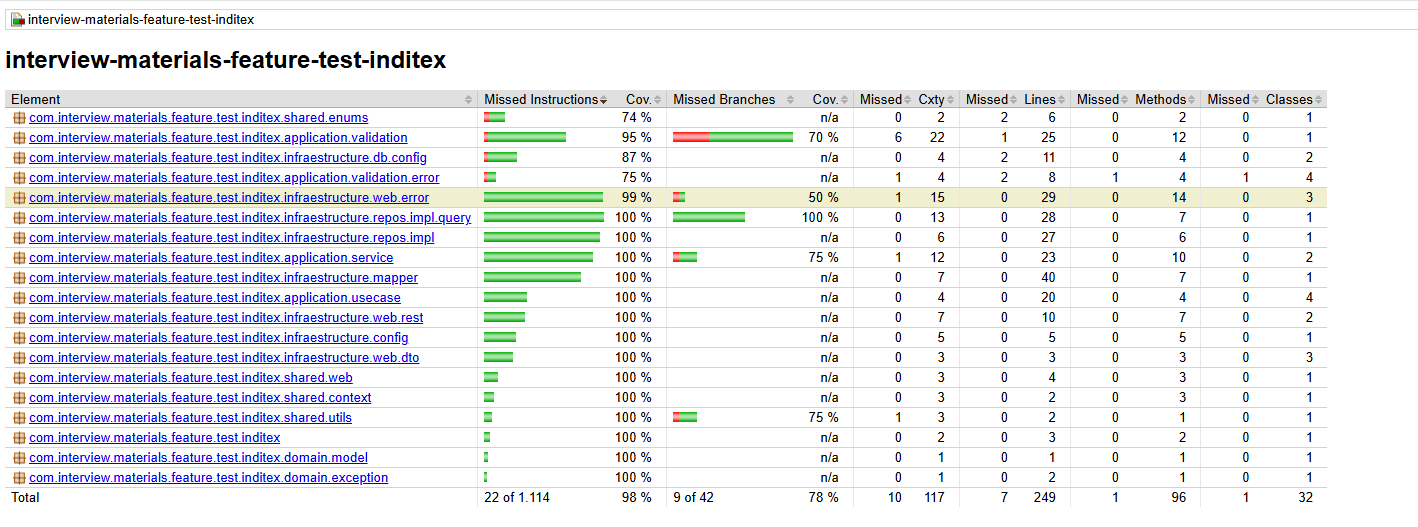 interview-materials-feature-test-inditex
interview-materials-feature-test-inditex
Element Missed Instructions Cov. Missed Branches Cov. Missed Cxty Missed Lines Missed Methods Missed Classes
com.interview.materials.feature.test.inditex.shared.enums 74 % n/a 0 2 2 6 0 2 0 1
com.interview.materials.feature.test.inditex.application.validation 95 % 70 % 6 22 1 25 0 12 0 1
com.interview.materials.feature.test.inditex.infraestructure.db.config 87 % n/a 0 4 2 11 0 4 0 2
com.interview.materials.feature.test.inditex.application.validation.error 75 % n/a 1 4 2 8 1 4 1 4
com.interview.materials.feature.test.inditex.infraestructure.web.error 99 % 50 % 1 15 0 29 0 14 0 3
com.interview.materials.feature.test.inditex.infraestructure.repos.impl.query 100 % 100 % 0 13 0 28 0 7 0 1
com.interview.materials.feature.test.inditex.infraestructure.repos.impl 100 % n/a 0 6 0 27 0 6 0 1
com.interview.materials.feature.test.inditex.application.service 100 % 75 % 1 12 0 23 0 10 0 2
com.interview.materials.feature.test.inditex.infraestructure.mapper 100 % n/a 0 7 0 40 0 7 0 1
com.interview.materials.feature.test.inditex.application.usecase 100 % n/a 0 4 0 20 0 4 0 4
com.interview.materials.feature.test.inditex.infraestructure.web.rest 100 % n/a 0 7 0 10 0 7 0 2
com.interview.materials.feature.test.inditex.infraestructure.config 100 % n/a 0 5 0 5 0 5 0 1
com.interview.materials.feature.test.inditex.infraestructure.web.dto 100 % n/a 0 3 0 3 0 3 0 3
com.interview.materials.feature.test.inditex.shared.web 100 % n/a 0 3 0 4 0 3 0 1
com.interview.materials.feature.test.inditex.shared.context 100 % n/a 0 3 0 2 0 3 0 1
com.interview.materials.feature.test.inditex.shared.utils 100 % 75 % 1 3 0 2 0 1 0 1
com.interview.materials.feature.test.inditex 100 % n/a 0 2 0 3 0 2 0 1
com.interview.materials.feature.test.inditex.domain.model 100 % n/a 0 1 0 1 0 1 0 1
com.interview.materials.feature.test.inditex.domain.exception 100 % n/a 0 1 0 2 0 1 0 1
Total 22 of 1.114 98 % 9 of 42 78 % 10 117 7 249 1 96 1 32